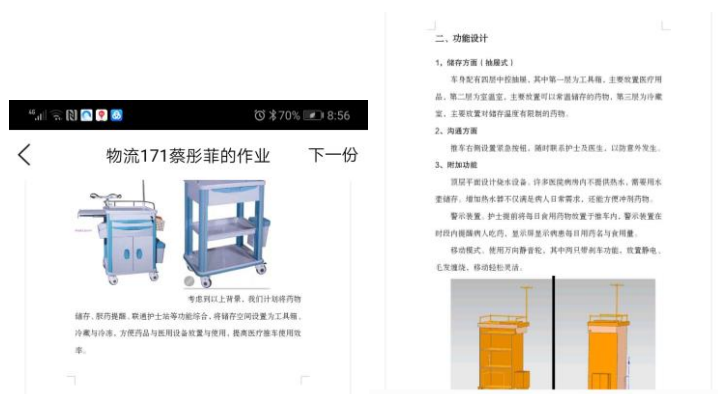 70% 8:56
物流171蔡彤菲的作业
下一份
考虑到以上背景，我们计划将药物
储存、服药提醒、联通护士站等功能综合，将储存空间设置为工具箱、
冷藏与冷冻，方便药品与医用设备放置与使用，提高医疗推车使用效
率。
二、功能设计
1、储存方面（抽屉式）
车身配有四层中控抽屉，其中第一层为工具箱，主要放置医疗用
品，第二层为室温室，主要放置可以常温储存的药物，第三层为冷藏
室，主要放置对储存温度有限制的药物。
2、沟通方面
推车右侧设置紧急按钮，随时联系护士及医生，以防意外发生。
3、附加功能
顶层平面设计烧水设备。许多医院病房内不提供热水，需要用水
壶储存。增加热水器不仅满足病人日常需求，还能方便冲剂药物。
警示装置。护士提前将每日食用药物放置于推车内，警示装置在
时段内提醒病人吃药，显示屏显示病患每日用药名与食用量。
移动模式。使用万向静音轮，其中两只带刹车功能，放置静电、
毛发缠绕，移动轻松灵活。